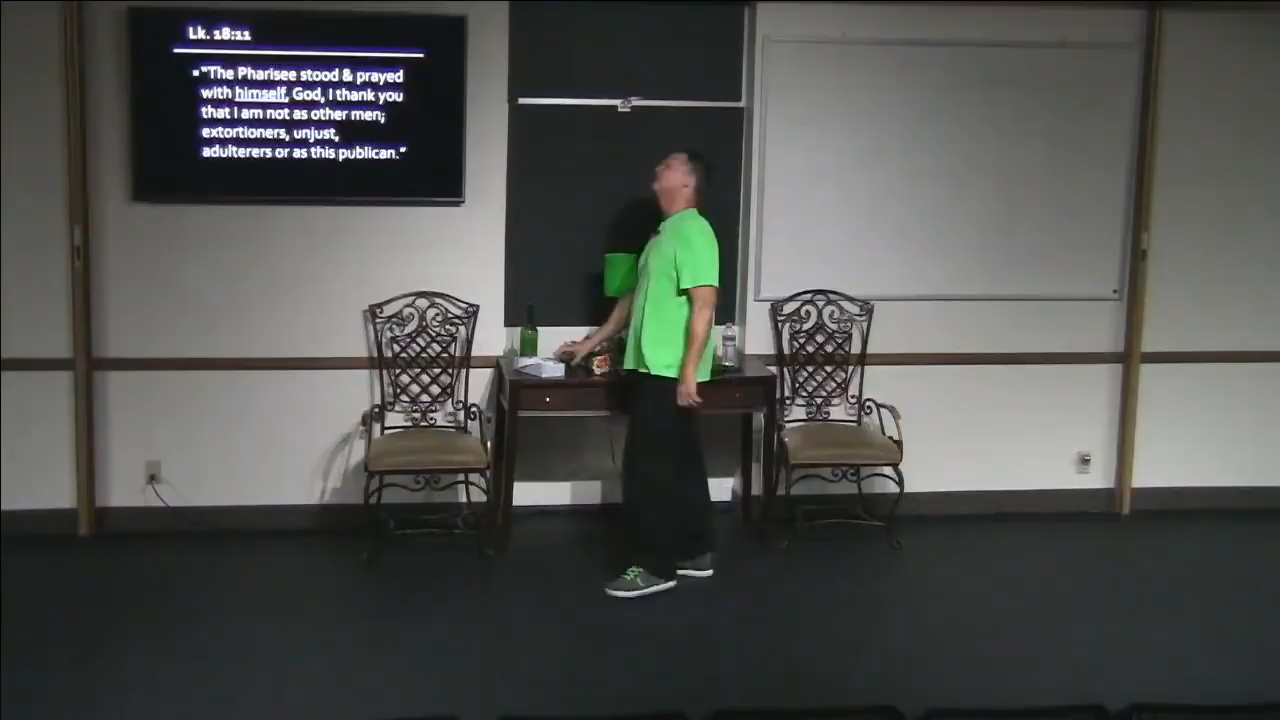 Lk. 18:11
▪“The Pharisee stood & prayed
with himself, God, I thank you
that I am not as other men;
extortioners, unjust,
adulterers or as this publican.”